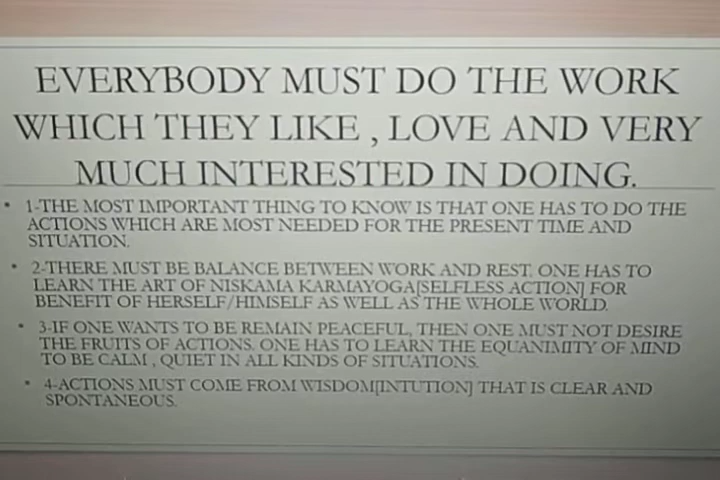 EVERYBODY MUST DO THE WORK
WHICH THEY LIKE , LOVE AND VERY
MUCH INTERESTED IN DOING.
• 1-THE MOST IMPORTANT THING TO KNOW IS THAT ONE HAS TO DO THE
ACTIONS WHICH ARE MOST NEEDED FOR THE PRESENT TIME AND
SITUATION.
• 2-THERE MUST BE BALANCE BETWEEN WORK AND REST. ONE HAS TO
LEARN THE ART OF NISKAMA KARMAYOGA[SELFLESS ACTION] FOR
BENEFIT OF HERSELF/HIMSELF AS WELL AS THE WHOLE WORLD.
• 3-IF ONE WANTS TO BE REMAIN PEACEFUL, THEN ONE MUST NOT DESIRE
THE FRUITS OF ACTIONS. ONE HAS TO LEARN THE EQUANIMITY OF MIND
TO BE CALM , QUIET IN ALL KINDS OF SITUATIONS.
• 4-ACTIONS MUST COME FROM WISDOM[INTUTION] THAT IS CLEAR AND
SPONTANEOUS.